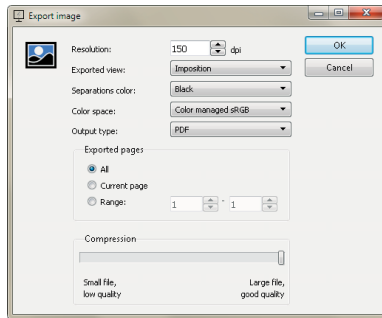 Export image
Resolution: 150 dpi
OK
Exported view: Imposition
Cancel
Separations color: Black
Color space: Color managed sRGB
Output type: PDF
Exported pages
All
Current page
Range: 1 - 1
Compression
Small file, Large file,
low quality good quality